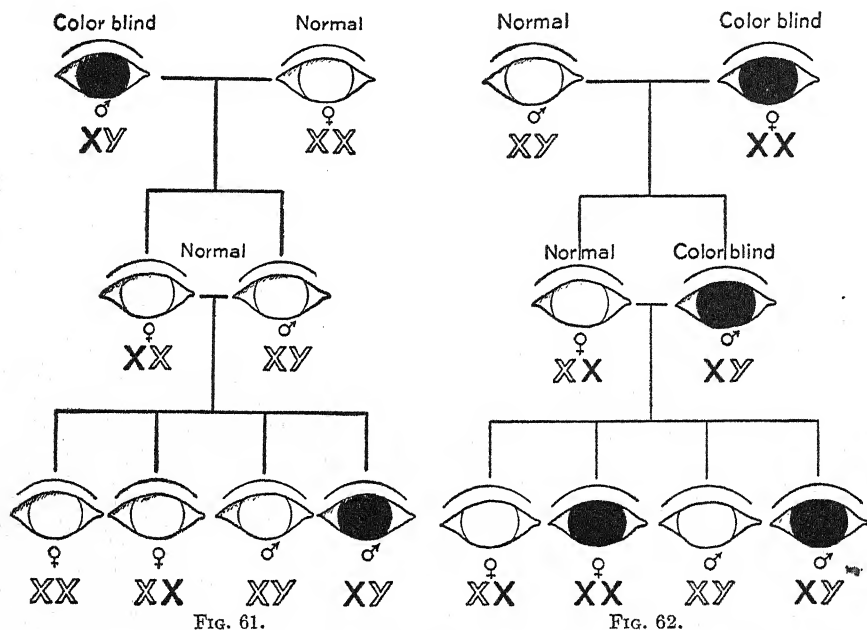 Color blind Normal
♂ ♀
XY XX
Normal
♀ ♂
XX XY
♀ ♀ ♂ ♂
XX XX XY XY
FIG. 61.
Normal Color blind
♂ ♀
XY XX
Normal Color blind
♀ ♂
XX XY
♀ ♀ ♂ ♂
XX XX XY XY
FIG. 62.